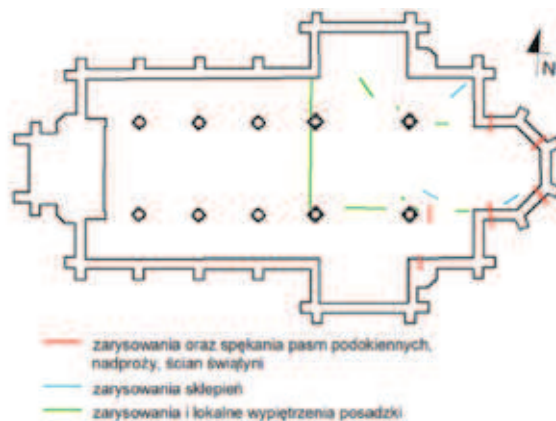 N
zarysowania oraz spękania pasm podokiennych,
nadproży, ścian świątyni
zarysowania sklepień
zarysowania i lokalne wypiętrzenia posadzki